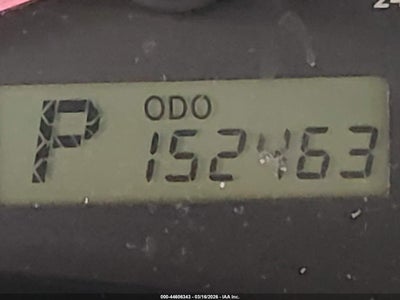 P ODO
152463
000-44606343 - 03/16/2026 - IAA Inc.